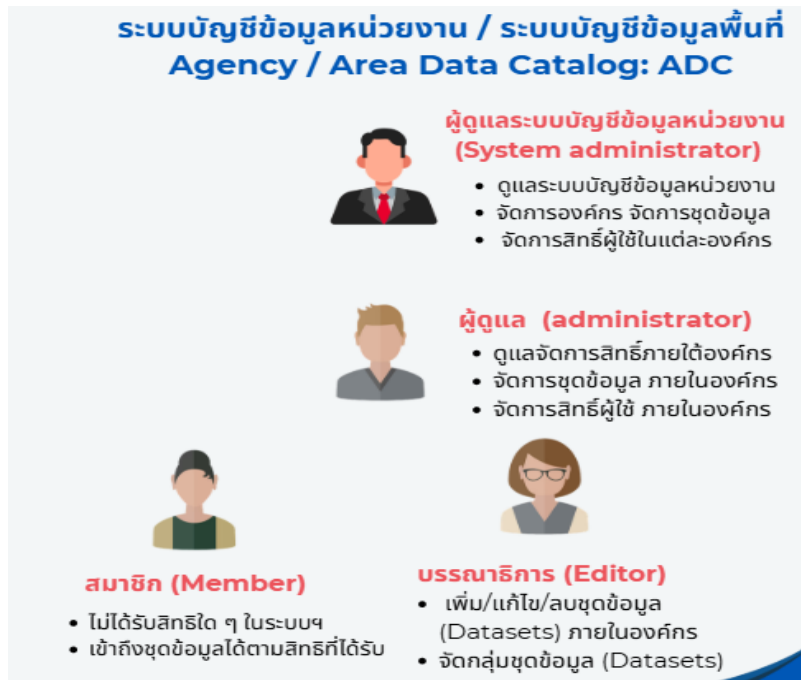 ระบบบัญชีข้อมูลหน่วยงาน / ระบบบัญชีข้อมูลพื้นที่
Agency / Area Data Catalog: ADC
ผู้ดูแลระบบบัญชีข้อมูลหน่วยงาน
(System administrator)
• ดูแลระบบบัญชีข้อมูลหน่วยงาน
• จัดการองค์กร จัดการชุดข้อมูล
• จัดการสิทธิ์ผู้ใช้ในแต่ละองค์กร
ผู้ดูแล (administrator)
• ดูแลจัดการสิทธิ์ภายใต้องค์กร
• จัดการชุดข้อมูล ภายในองค์กร
• จัดการสิทธิ์ผู้ใช้ ภายในองค์กร
สมาชิก (Member)
• ไม่ได้รับสิทธิใด ๆ ในระบบฯ
• เข้าถึงชุดข้อมูลได้ตามสิทธิที่ได้รับ
บรรณาธิการ (Editor)
• เพิ่ม/แก้ไข/ลบชุดข้อมูล
(Datasets) ภายในองค์กร
• จัดกลุ่มชุดข้อมูล (Datasets)